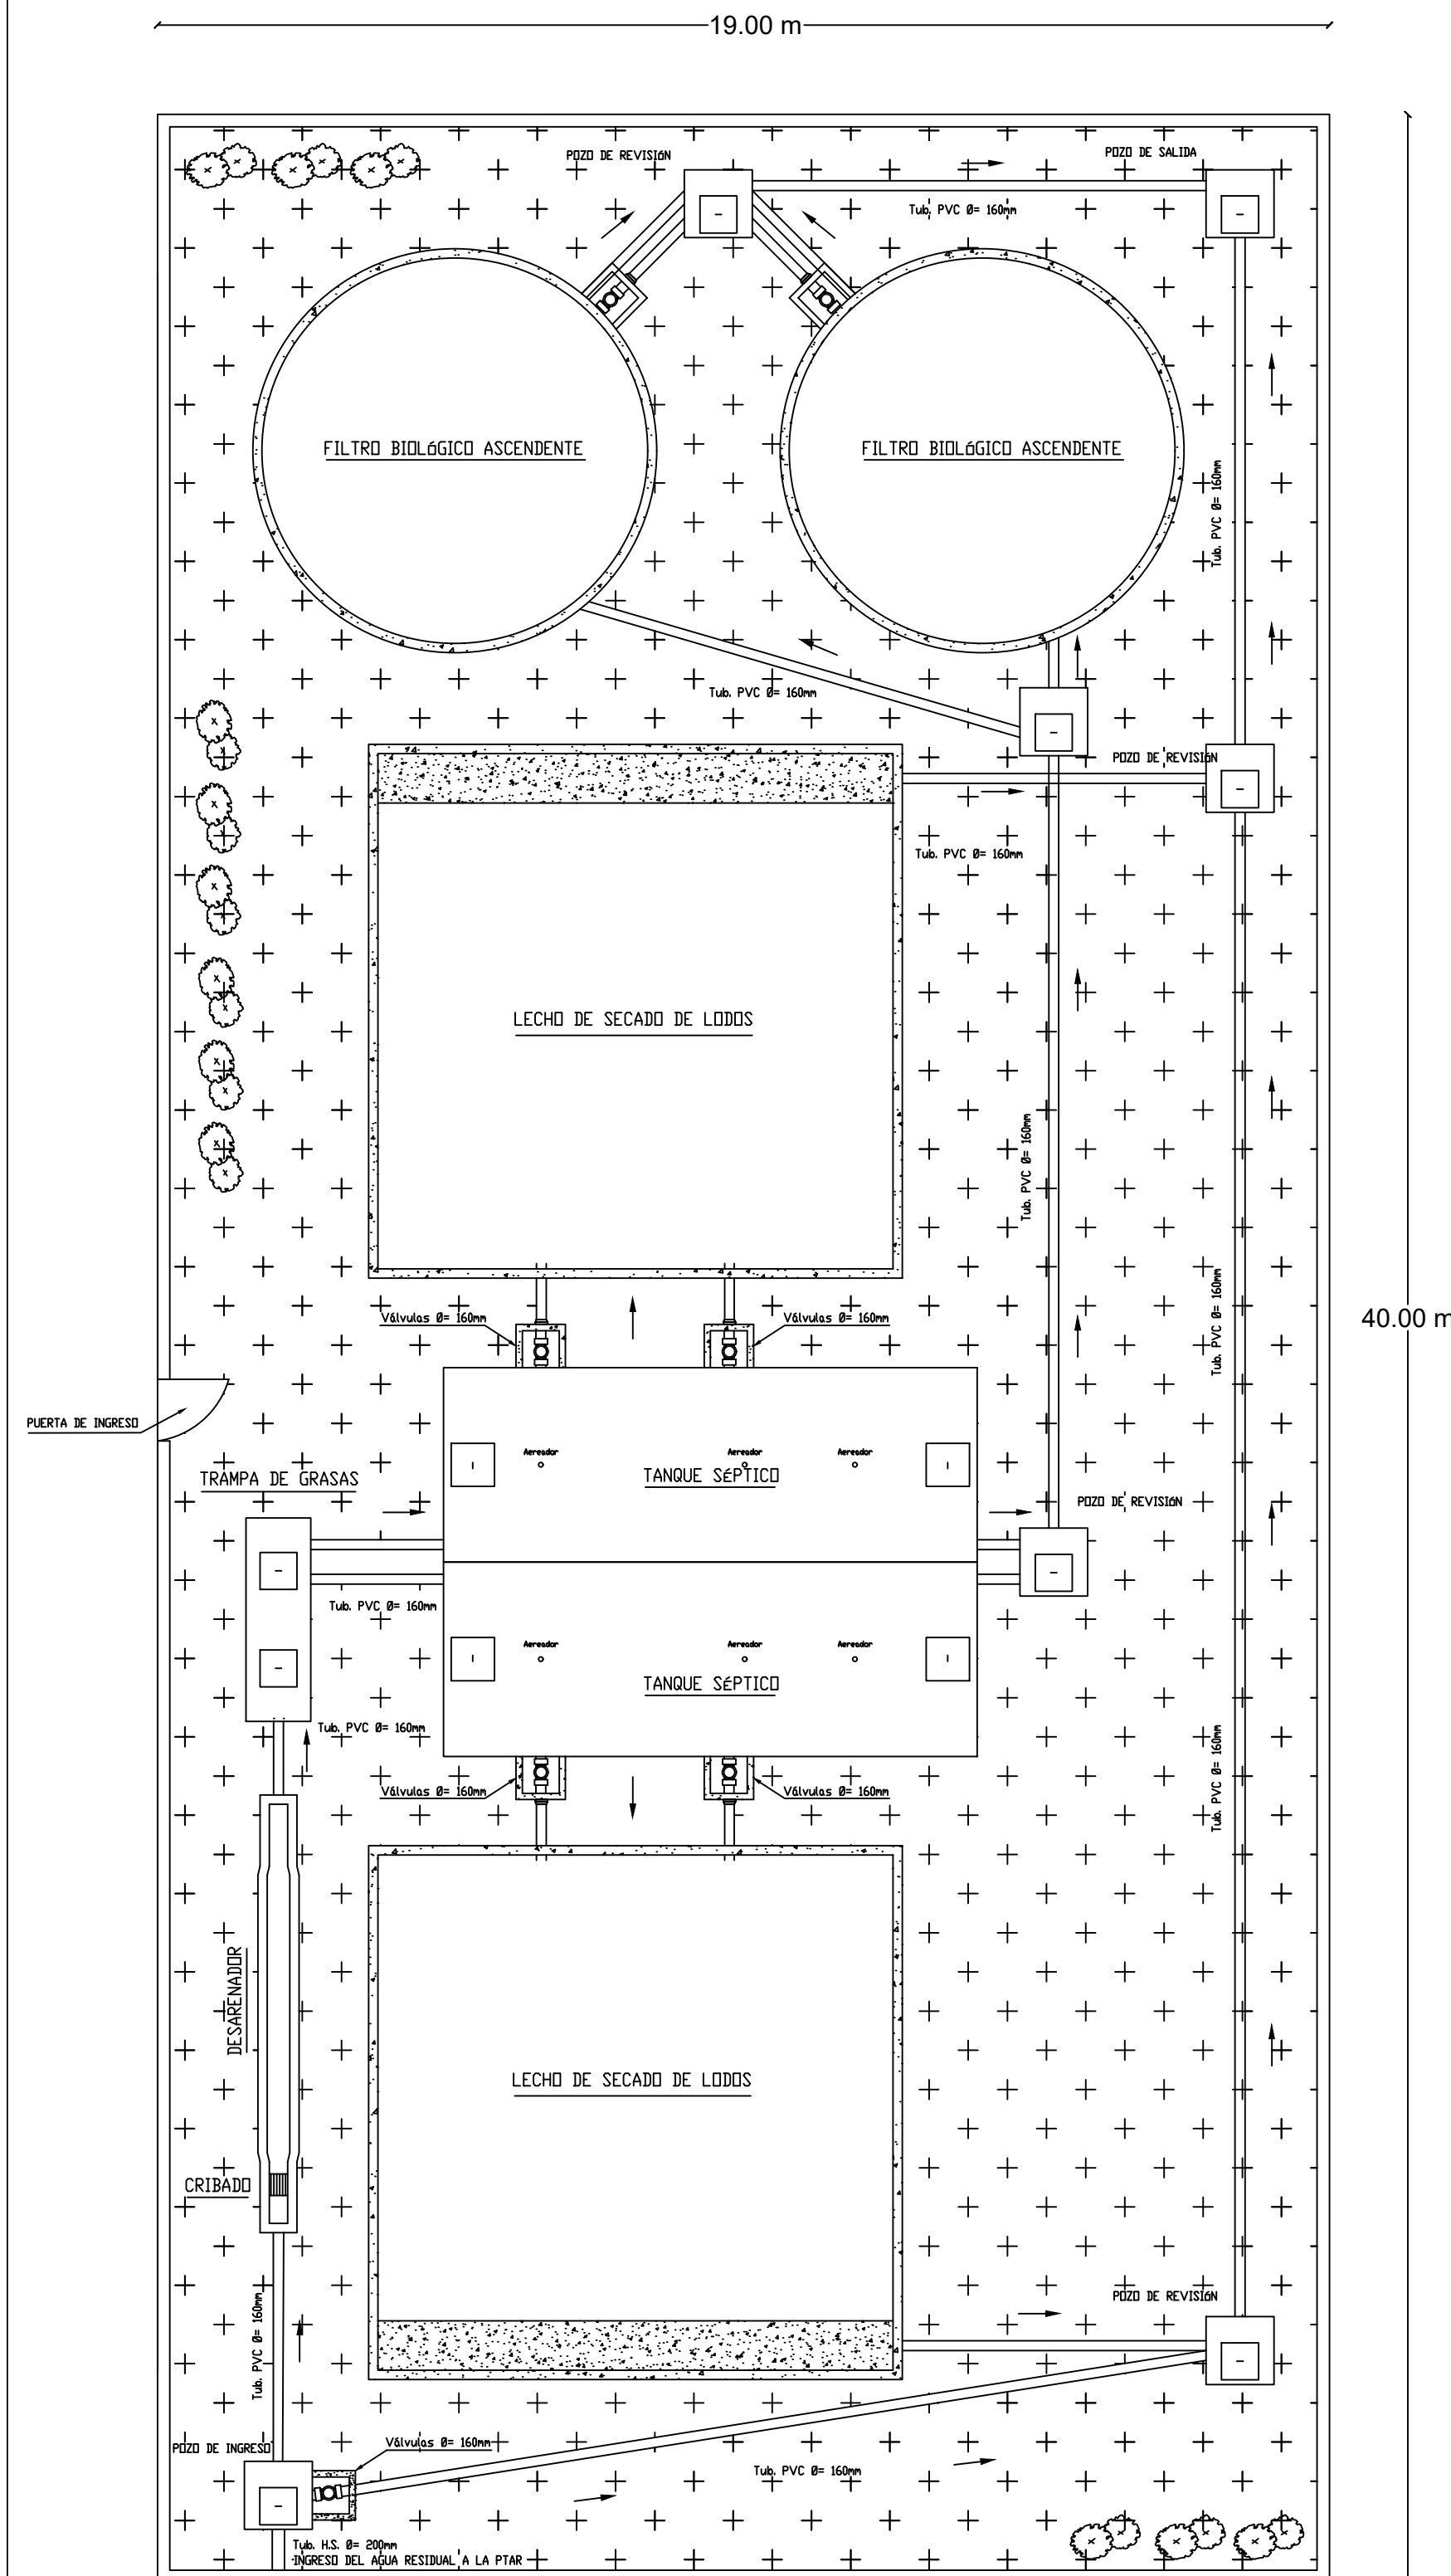 19.00 m
POZO DE REVISIóN
POZO DE SALIDA
Tub. PVC Ø= 160mm
FILTRO BIOLóGICO ASCENDENTE
FILTRO BIOLóGICO ASCENDENTE
Tub. PVC Ø= 160mm
Tub. PVC Ø= 160mm
POZO DE REVISIóN
Tub. PVC Ø= 160mm
LECHO DE SECADO DE LODOS
Tub. PVC Ø= 160mm
Tub. PVC Ø= 160mm
Válvulas Ø= 160mm
Válvulas Ø= 160mm
40.00 m
PUERTA DE INGRESO
TRAMPA DE GRASAS
Aereador
Aereador
Aereador
TANQUE SéPTICO
POZO DE REVISIóN
Tub. PVC Ø= 160mm
Aereador
Aereador
Aereador
TANQUE SéPTICO
Tub. PVC Ø= 160mm
Tub. PVC Ø= 160mm
Válvulas Ø= 160mm
Válvulas Ø= 160mm
DESARENADOR
LECHO DE SECADO DE LODOS
CRIBADO
POZO DE REVISIóN
Tub. PVC Ø= 160mm
POZO DE INGRESO
Válvulas Ø= 160mm
Tub. PVC Ø= 160mm
Tub. H.S. Ø= 200mm
INGRESO DEL AGUA RESIDUAL A LA PTAR